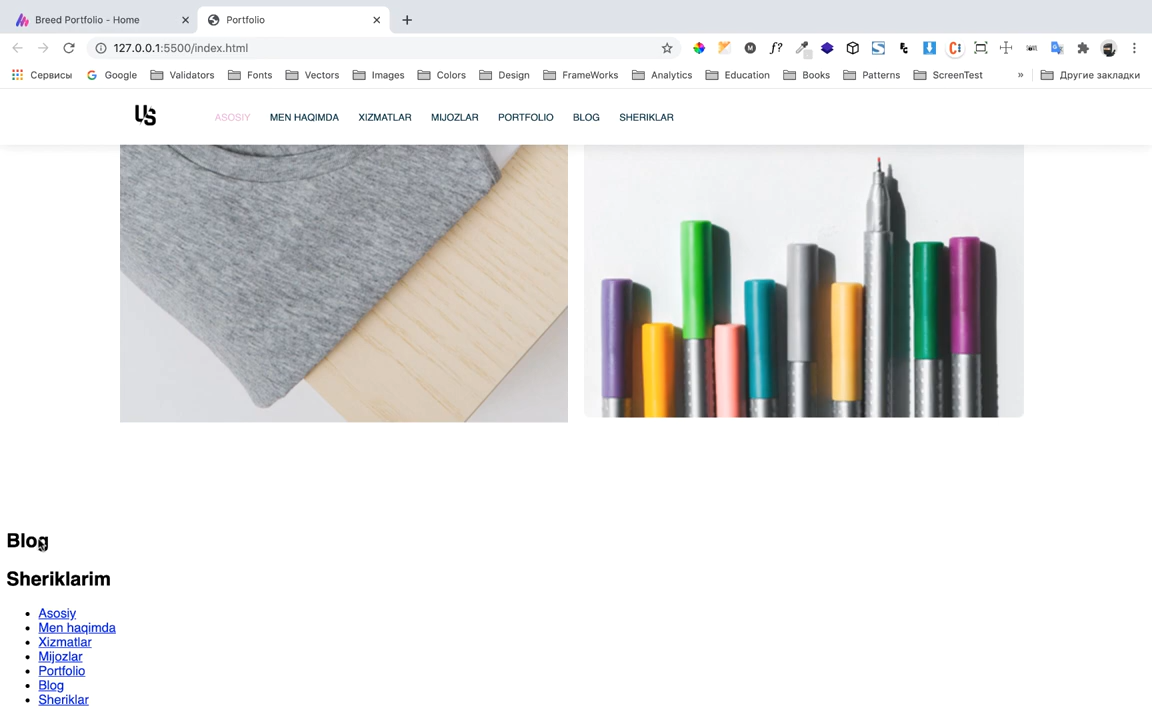 Breed Portfolio - Home
Portfolio
127.0.0.1:5500/index.html
Сервисы Google Validators Fonts Vectors Images Colors Design FrameWorks Analytics Education Books Patterns ScreenTest » Другие закладки
US ASOSIY MEN HAQIMDA XIZMATLAR MIJOZLAR PORTFOLIO BLOG SHERIKLAR
Blog
Sheriklarim
Asosiy
Men haqimda
Xizmatlar
Mijozlar
Portfolio
Blog
Sheriklar